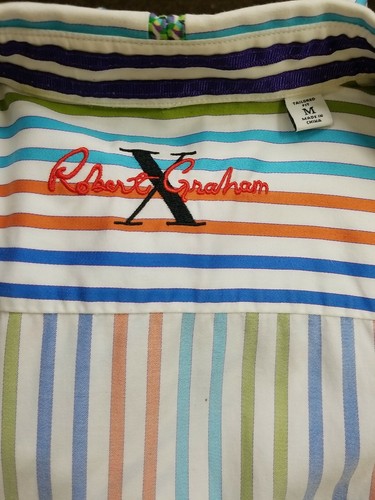 TAILORED
FIT
M
MADE IN
CHINA
Robert X Graham